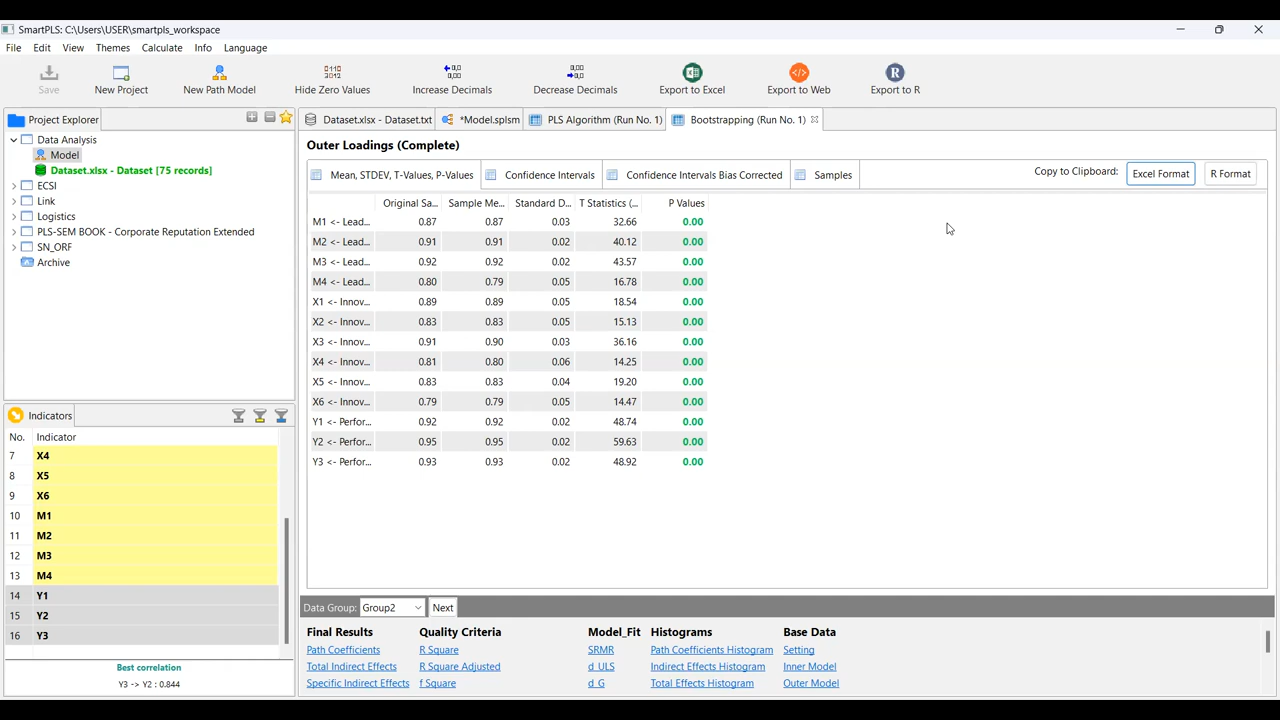 SmartPLS: C:\Users\USER\smartpls_workspace
File Edit View Themes Calculate Info Language
Save New Project New Path Model Hide Zero Values Increase Decimals Decrease Decimals Export to Excel Export to Web Export to R
Project Explorer
Data Analysis
Model
Dataset.xlsx - Dataset [75 records]
ECSI
Link
Logistics
PLS-SEM BOOK - Corporate Reputation Extended
SN_ORF
Archive
Indicators
No. Indicator
7 X4
8 X5
9 X6
10 M1
11 M2
12 M3
13 M4
14 Y1
15 Y2
16 Y3
Best correlation
Y3 -> Y2 : 0.844
Dataset.xlsx - Dataset.txt *Model.splsm PLS Algorithm (Run No. 1) Bootstrapping (Run No. 1)
Outer Loadings (Complete)
Mean, STDEV, T-Values, P-Values Confidence Intervals Confidence Intervals Bias Corrected Samples Copy to Clipboard: Excel Format R Format
Original Sa... Sample Me... Standard D... T Statistics (... P Values
M1 <- Lead... 0.87 0.87 0.03 32.66 0.00
M2 <- Lead... 0.91 0.91 0.02 40.12 0.00
M3 <- Lead... 0.92 0.92 0.02 43.57 0.00
M4 <- Lead... 0.80 0.79 0.05 16.78 0.00
X1 <- Innov... 0.89 0.89 0.05 18.54 0.00
X2 <- Innov... 0.83 0.83 0.05 15.13 0.00
X3 <- Innov... 0.91 0.90 0.03 36.16 0.00
X4 <- Innov... 0.81 0.80 0.06 14.25 0.00
X5 <- Innov... 0.83 0.83 0.04 19.20 0.00
X6 <- Innov... 0.79 0.79 0.05 14.47 0.00
Y1 <- Perfor... 0.92 0.92 0.02 48.74 0.00
Y2 <- Perfor... 0.95 0.95 0.02 59.63 0.00
Y3 <- Perfor... 0.93 0.93 0.02 48.92 0.00
Data Group: Group2 Next
Final Results Quality Criteria Model_Fit Histograms Base Data
Path Coefficients R Square SRMR Path Coefficients Histogram Setting
Total Indirect Effects R Square Adjusted d_ULS Indirect Effects Histogram Inner Model
Specific Indirect Effects f Square d_G Total Effects Histogram Outer Model